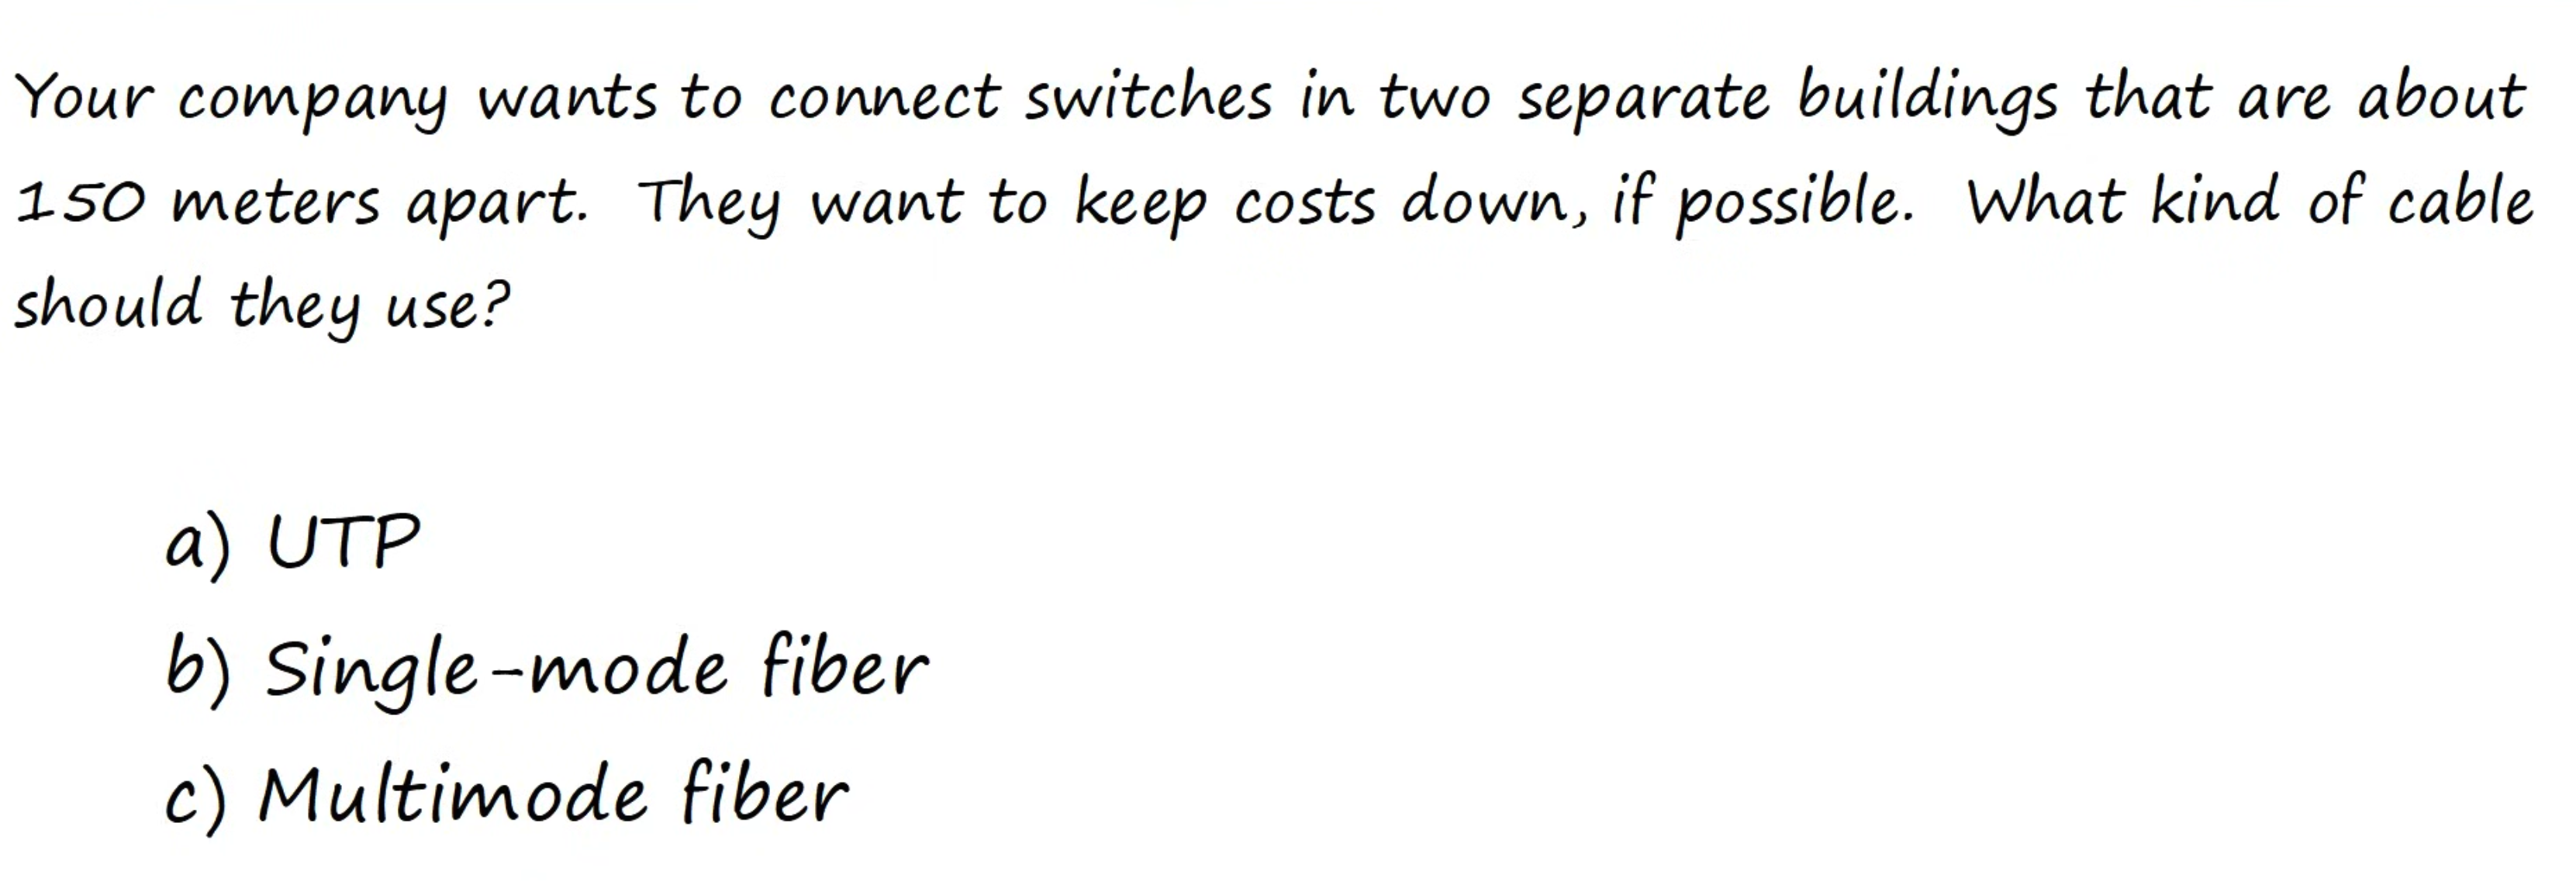 Your company wants to connect switches in two separate buildings that are about
150 meters apart.  They want to keep costs down, if possible.  What kind of cable
should they use?
a) UTP
b) Single-mode fiber
c) Multimode fiber